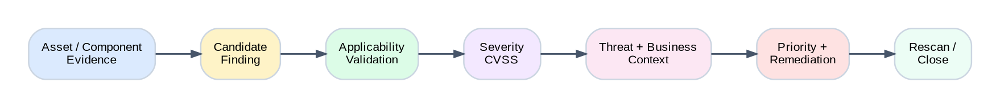 Asset / Component
Evidence
Candidate
Finding
Applicability
Validation
Severity
CVSS
Threat + Business
Context
Priority +
Remediation
Rescan /
Close